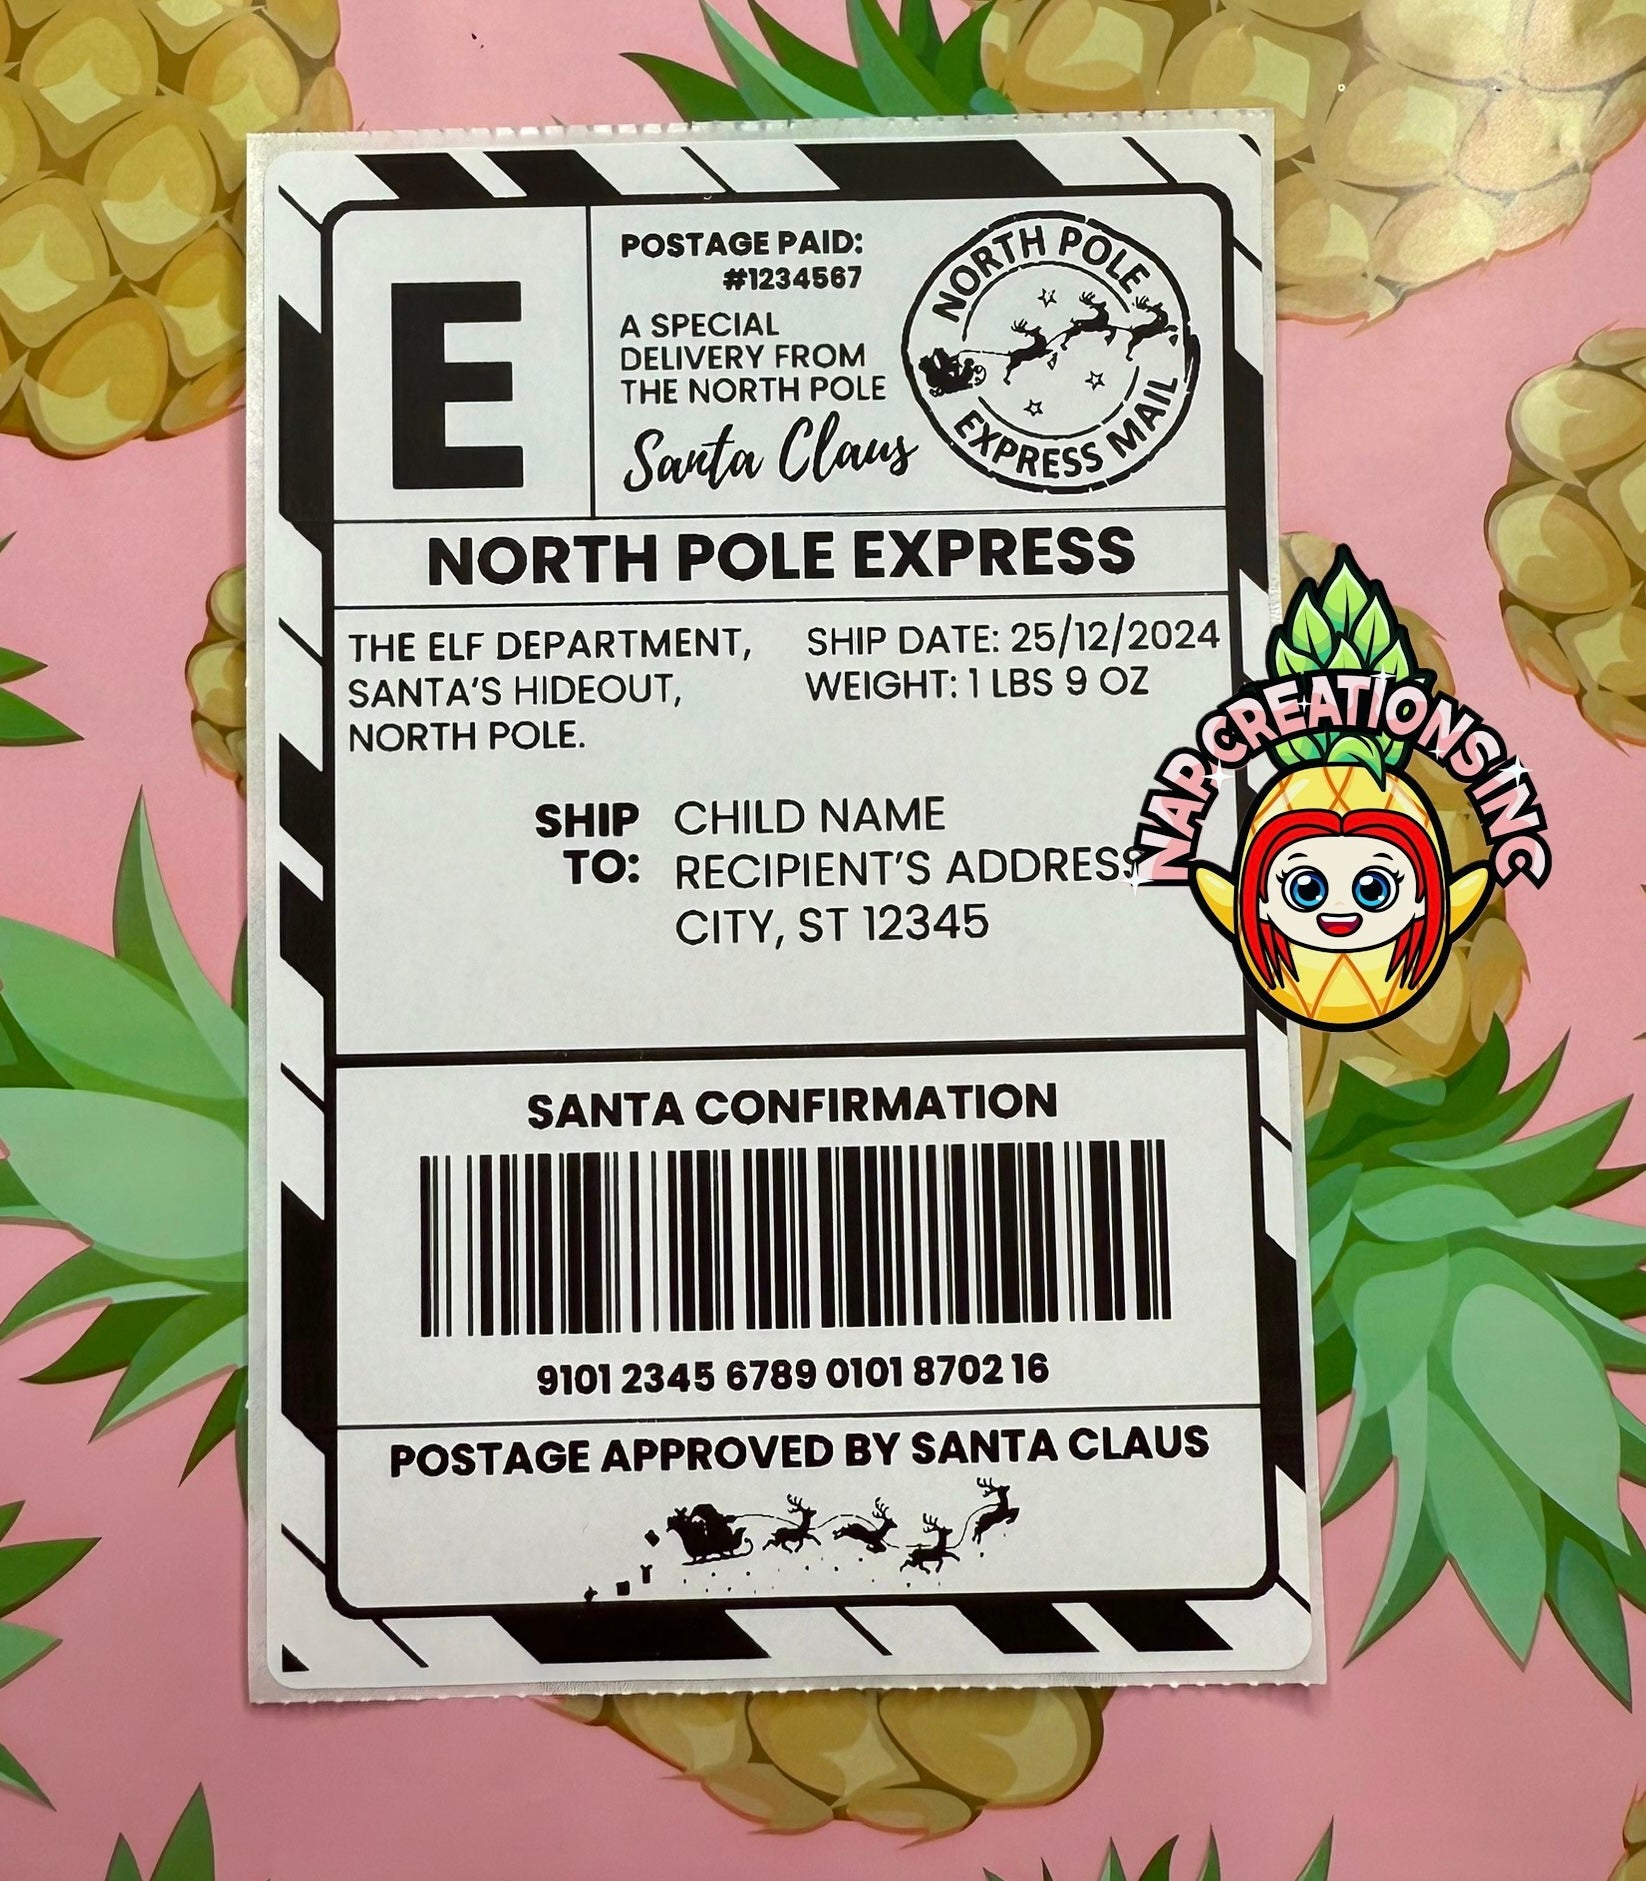 E
POSTAGE PAID:
#1234567
A SPECIAL
DELIVERY FROM
THE NORTH POLE
Santa Claus
NORTH POLE
EXPRESS MAIL
NORTH POLE EXPRESS
THE ELF DEPARTMENT,
SANTA'S HIDEOUT,
NORTH POLE.
SHIP DATE: 25/12/2024
WEIGHT: 1 LBS 9 OZ
SHIP
TO:
CHILD NAME
RECIPIENT'S ADDRESS
CITY, ST 12345
NAP CREATIONS INC
SANTA CONFIRMATION
9101 2345 6789 0101 8702 16
POSTAGE APPROVED BY SANTA CLAUS